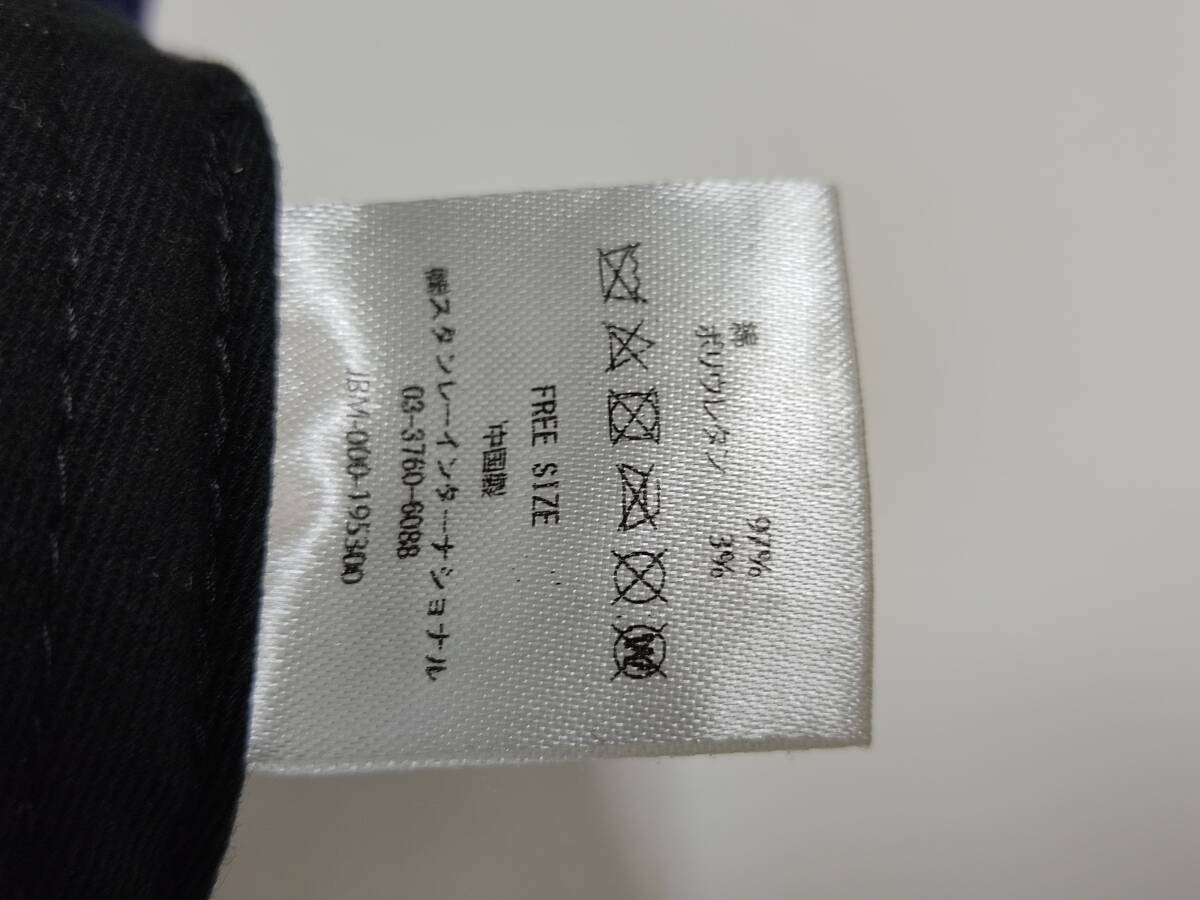 綿 97%
ポリウレタン 3%
FREE SIZE
中国製
㈱スタンレーインターナショナル
03-3760-6088
JBM-000-195300